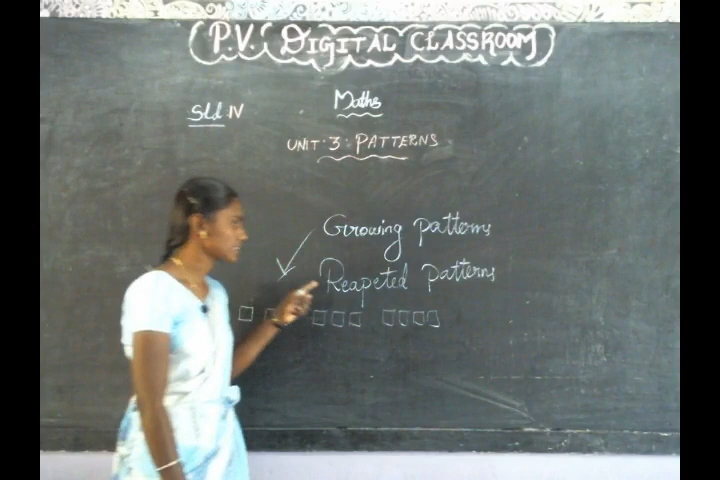 P.V. DIGITAL CLASSROOM
Maths
Std IV
UNIT-3: PATTERNS
Growing patterns
Reapeted patterns